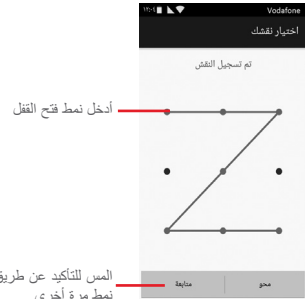 Vodafone
اختيار نقشك
تم تسجيل النقش
أدخل نمط فتح القفل
محو
متابعة
المس للتأكيد عن طريق
نمط مرة أخرى